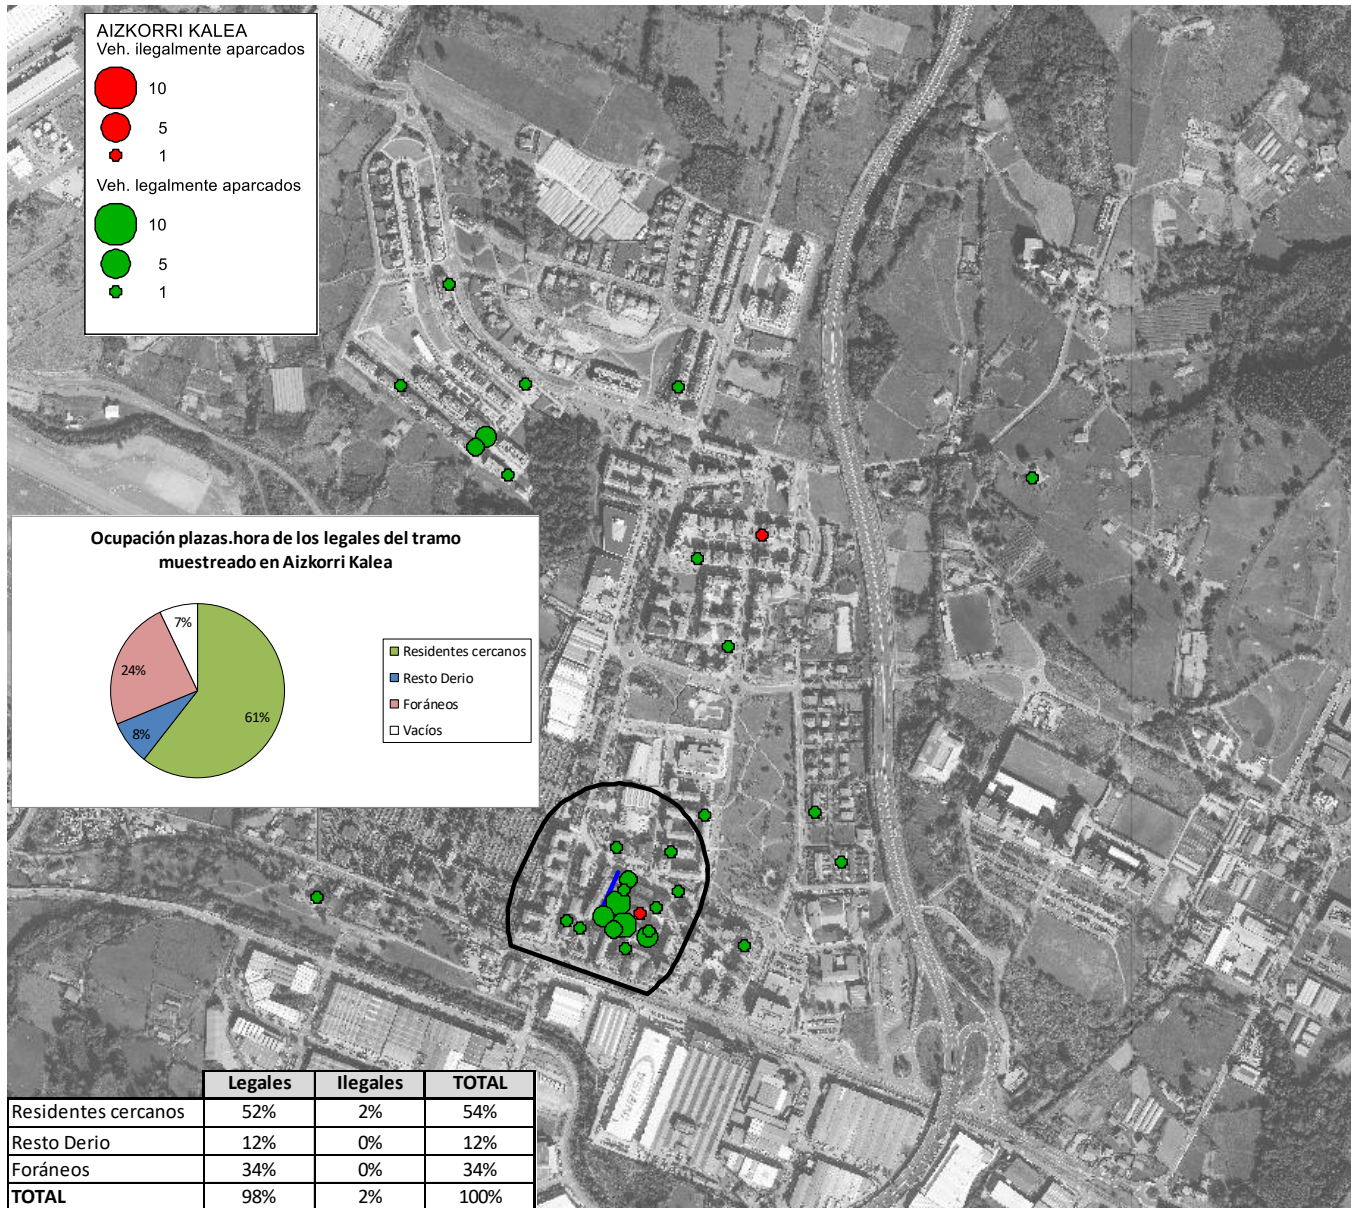 AIZKORRI KALEA
Veh. ilegalmente aparcados
10
5
1
Veh. legalmente aparcados
10
5
1
Ocupación plazas.hora de los legales del tramo
muestreado en Aizkorri Kalea
7%
24%
8%
61%
Residentes cercanos
Resto Derio
Foráneos
Vacíos
Legales Ilegales TOTAL
Residentes cercanos 52% 2% 54%
Resto Derio 12% 0% 12%
Foráneos 34% 0% 34%
TOTAL 98% 2% 100%